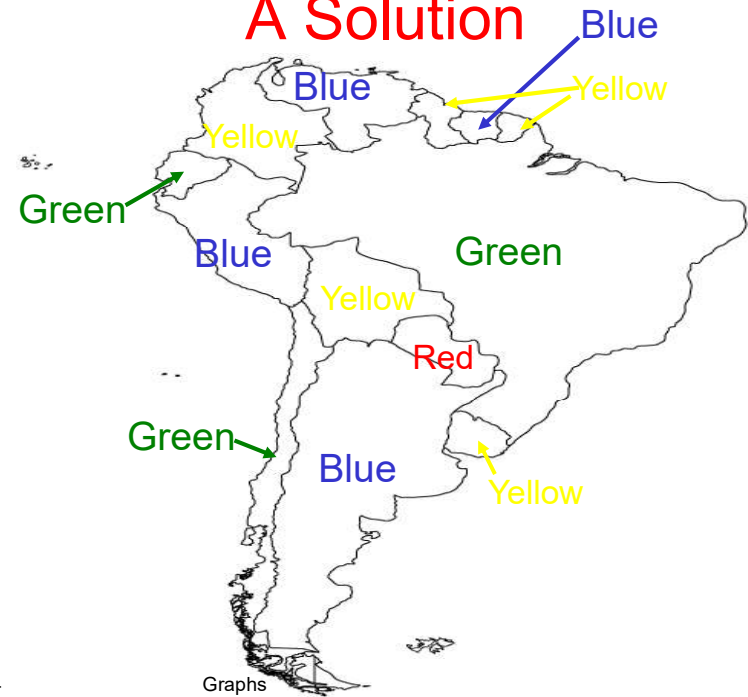 A Solution
Blue
Blue
Yellow
Yellow
Green
Blue
Green
Yellow
Red
Green
Blue
Yellow
Graphs